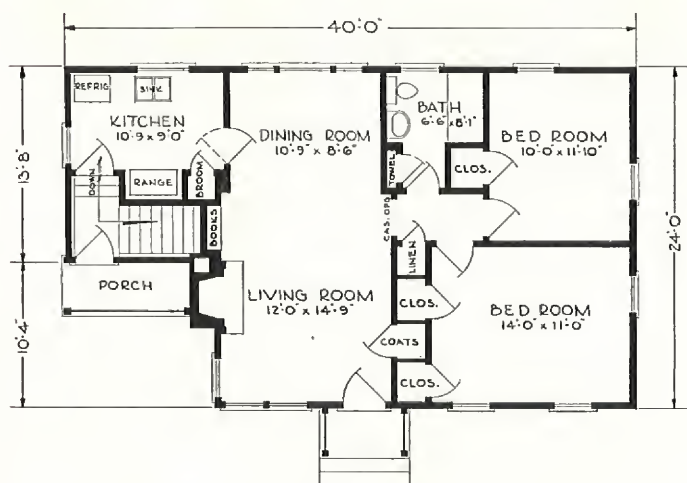 40'-0"
REFRIG
SINK
KITCHEN
10'-9 x 9'-0"
DINING ROOM
10'-9" x 8'-6"
BATH
6'-6" x 8'-1"
BED ROOM
10'-0" x 11'-10"
13'-8"
DOWN
RANGE
BROOM
TOWEL
CLOS.
BOOKS
CAS. OPG
24'-0"
LINEN
PORCH
LIVING ROOM
12'-0" x 14'-9"
CLOS.
BED ROOM
14'-0" x 11'-0"
10'-4"
COATS
CLOS.